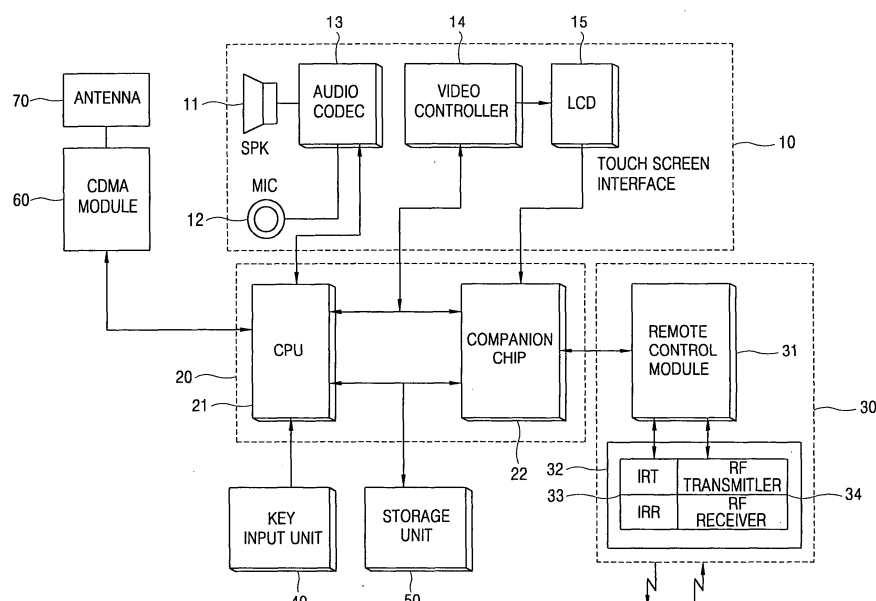 13
14
15
70
ANTENNA
11
SPK
AUDIO
CODEC
VIDEO
CONTROLLER
LCD
10
TOUCH SCREEN
INTERFACE
60
CDMA
MODULE
MIC
12
CPU
COMPANION
CHIP
REMOTE
CONTROL
MODULE
31
20
21
30
22
32
IRT
RF
TRANSMITLER
33
34
IRR
RF
RECEIVER
KEY
INPUT UNIT
STORAGE
UNIT
40
50